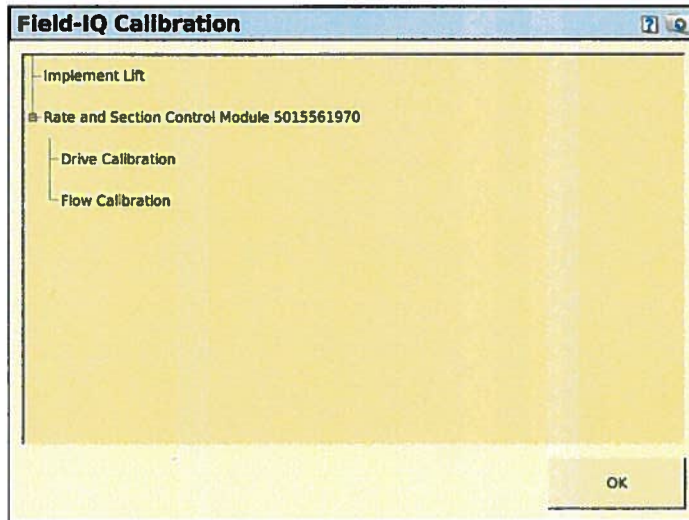 Field-IQ Calibration
Implement Lift
Rate and Section Control Module 5015561970
Drive Calibration
Flow Calibration
OK